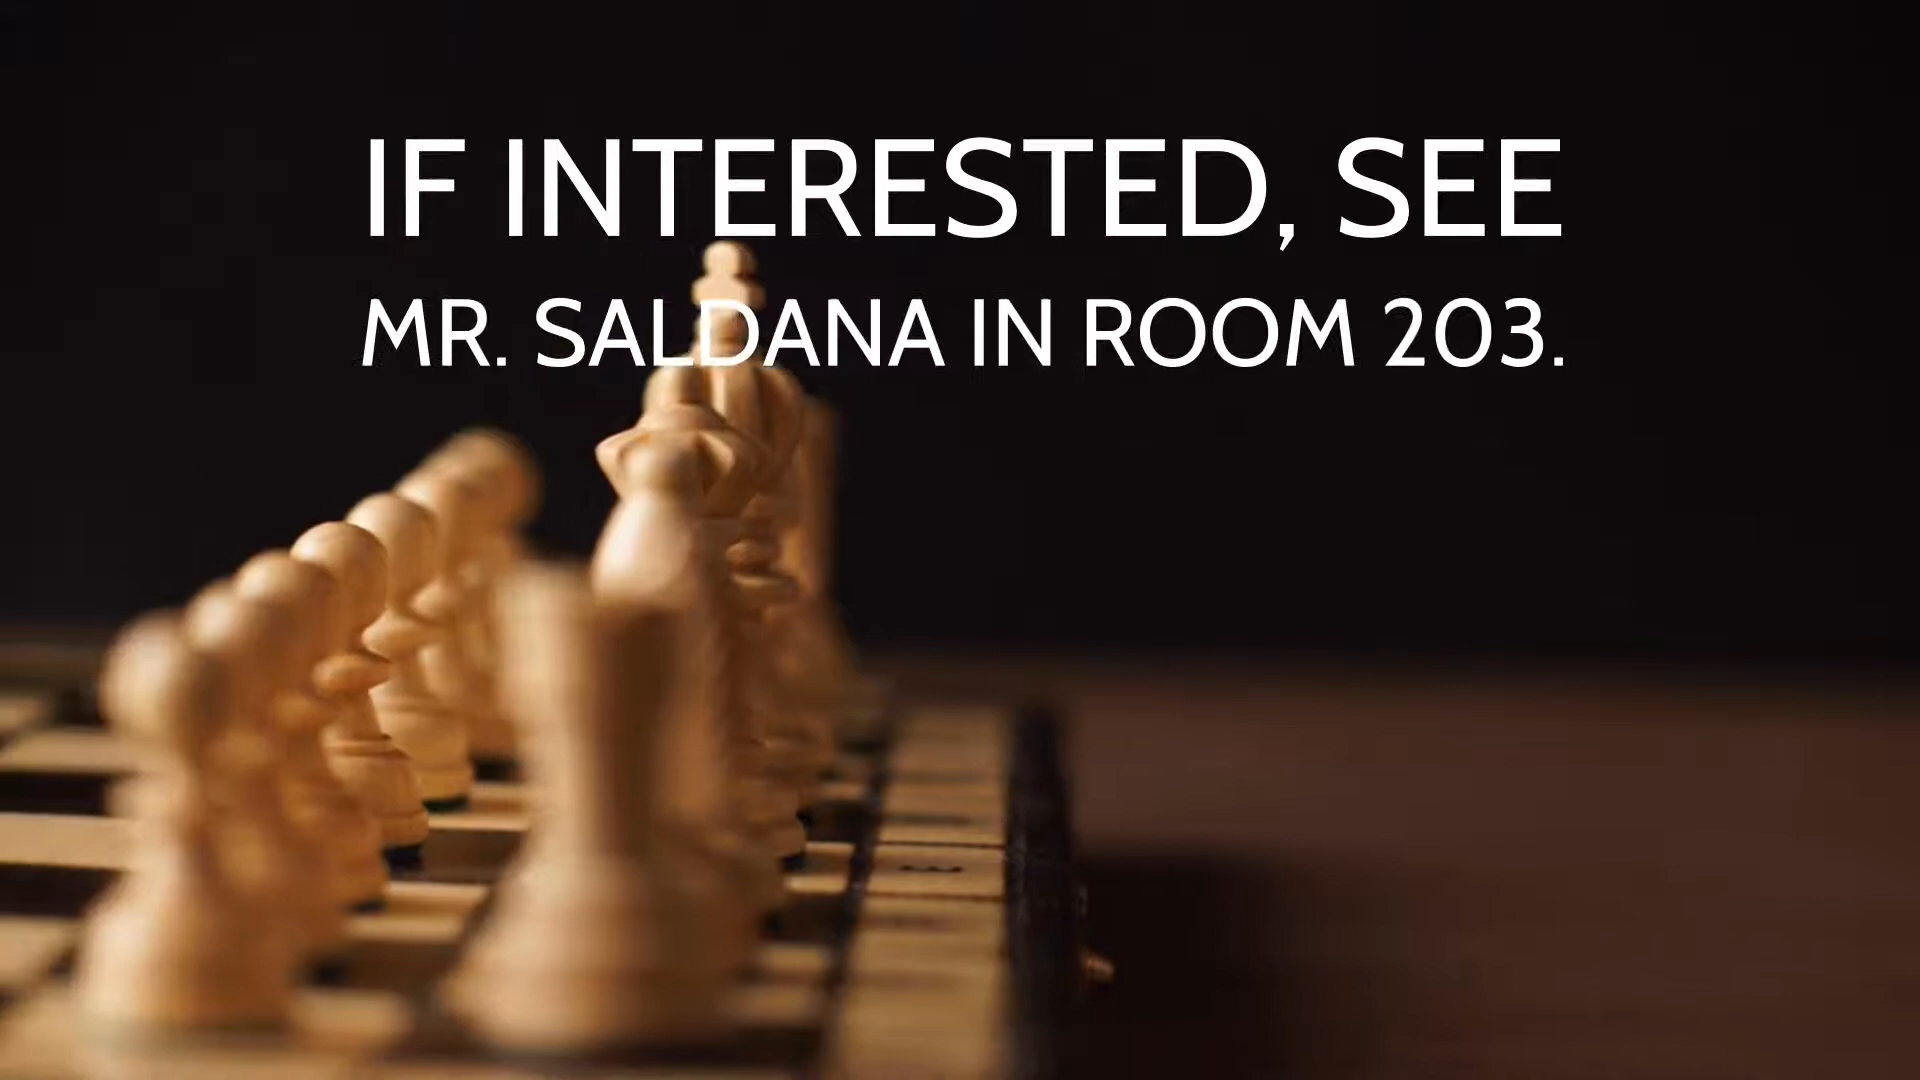 IF INTERESTED, SEE
MR. SALDANA IN ROOM 203.